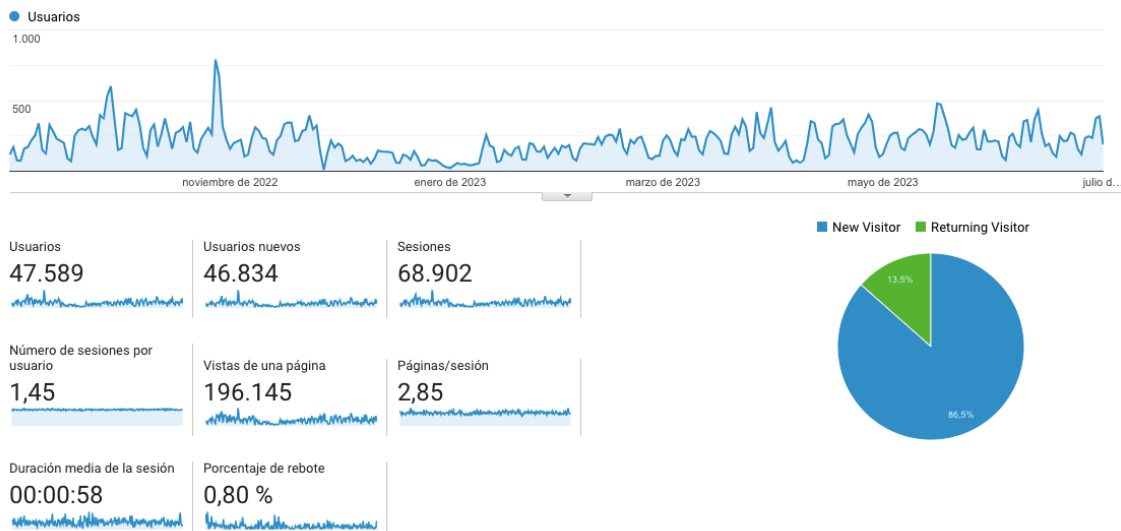 Usuarios
1.000
500
noviembre de 2022
enero de 2023
marzo de 2023
mayo de 2023
julio d...
New Visitor
Returning Visitor
Usuarios
47.589
Usuarios nuevos
46.834
Sesiones
68.902
Número de sesiones por
usuario
1,45
Vistas de una página
196.145
Páginas/sesión
2,85
Duración media de la sesión
00:00:58
Porcentaje de rebote
0,80 %
13,5%
86,5%